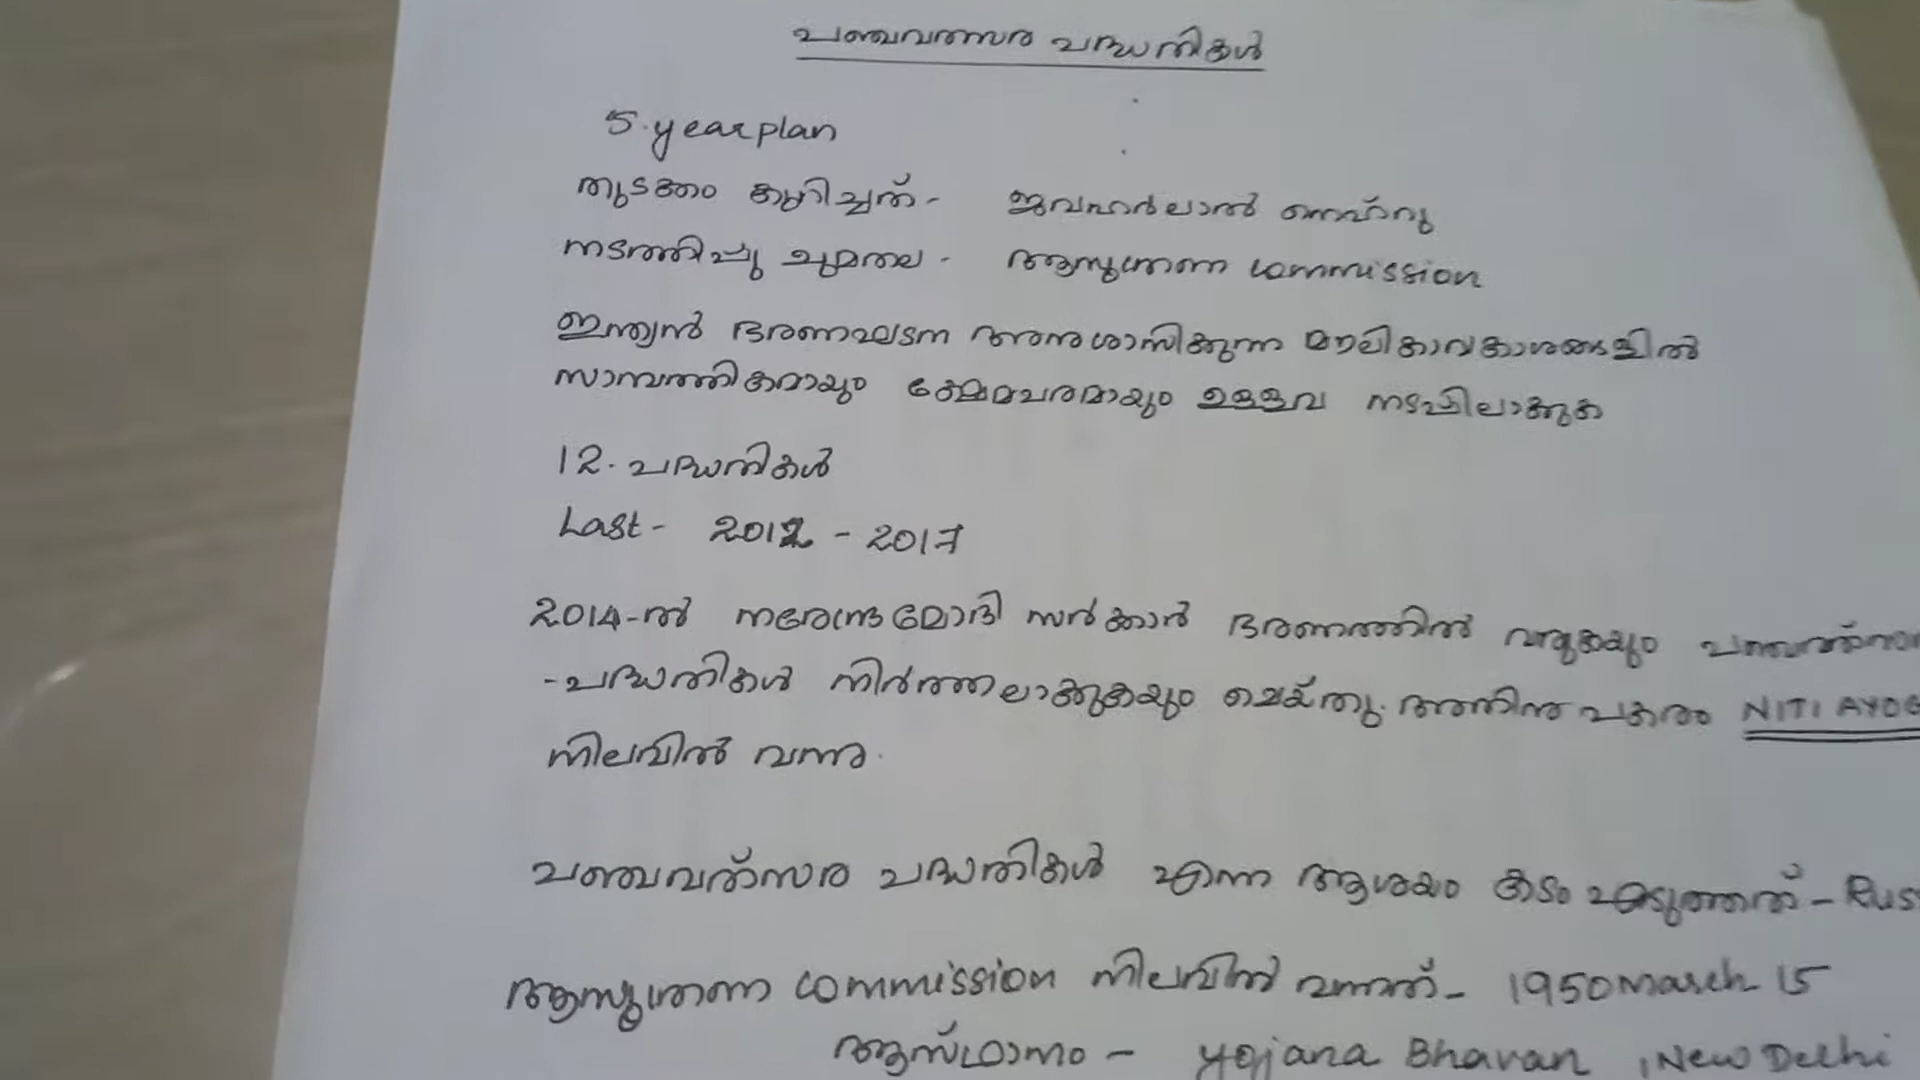 പഞ്ചവത്സര പദ്ധതികൾ
5. year plan
തുടക്കം കുറിച്ചത് - ജവഹർലാൽ നെഹ്റു
നടത്തിപ്പു ചുമതല - ആസൂത്രണ commission
ഇന്ത്യൻ ഭരണഘടന അനുശാസിക്കുന്ന മൗലികാവകാശങ്ങളിൽ
സാമ്പത്തികമായും ക്ഷേമപരമായും ഉള്ളവ നടപ്പിലാക്കുക
12. പദ്ധതികൾ
Last - 2012 - 2017
2014-ൽ നരേന്ദ്രമോദി സർക്കാർ ഭരണത്തിൽ വരുകയും
-പദ്ധതികൾ നിർത്തലാക്കുകയും ചെയ്തു. അതിനു പകരം NITI AYOG
നിലവിൽ വന്നു.
പഞ്ചവത്സര പദ്ധതികൾ എന്ന ആശയം കടം എടുത്തത് - Russ
ആസൂത്രണ commission നിലവിൽ വന്നത് - 1950 march 15
ആസ്ഥാനം - yojana Bhavan , New Delhi